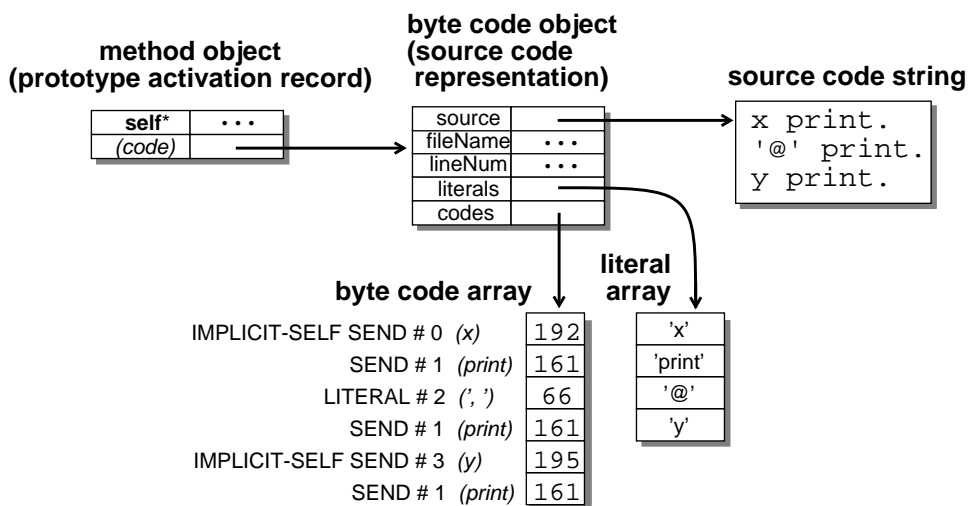 method object
(prototype activation record)
self* • • •
(code)
byte code object
(source code
representation)
source
fileName • • •
lineNum • • •
literals
codes
source code string
x print.
'@' print.
y print.
byte code array
IMPLICIT-SELF SEND # 0 (x) 192
SEND # 1 (print) 161
LITERAL # 2 (', ') 66
SEND # 1 (print) 161
IMPLICIT-SELF SEND # 3 (y) 195
SEND # 1 (print) 161
literal
array
'x'
'print'
'@'
'y'